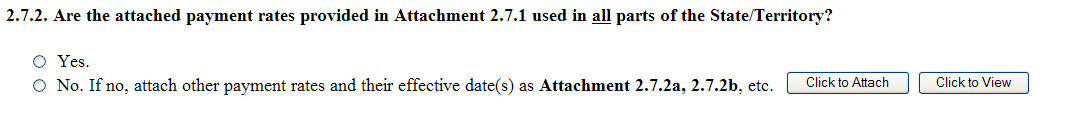 2.7.2. Are the attached payment rates provided in Attachment 2.7.1 used in all parts of the State/Territory?
Yes.
No. If no, attach other payment rates and their effective date(s) as Attachment 2.7.2a, 2.7.2b, etc. Click to Attach Click to View